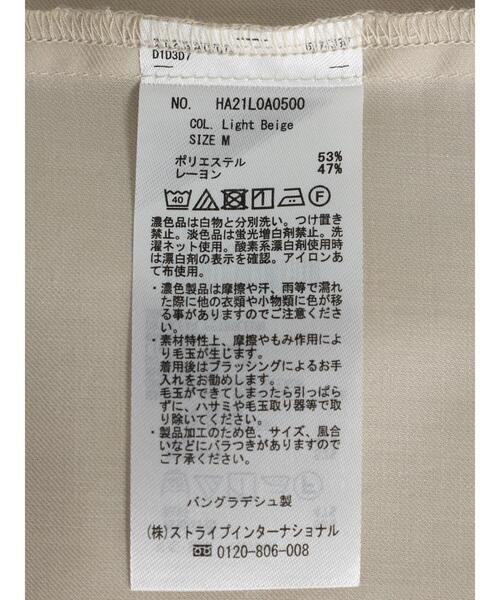 D1D3D7
NO. HA21L0A0500
COL. Light Beige
SIZE M
ポリエステル 53%
レーヨン 47%
40 F
濃色品は白物と分別洗い。つけ置き
禁止。淡色品は蛍光増白剤禁止。洗
濯ネット使用。酸素系漂白剤使用時
は漂白剤の表示を確認。アイロンあ
て布使用。
・濃色製品は摩擦や汗、雨等で濡れ
た際に他の衣類や小物類に色が移
る事がありますのでご注意くださ
い。
・素材特性上、摩擦やもみ作用によ
り毛玉が生じます。
着用後はブラッシングによるお手
入れをお勧めします。
毛玉ができてしまったら引っぱら
ずに、ハサミや毛玉取り器等で取
り除いてください。
・製品加工のため色、サイズ、風合
いなどにバラつきがありますので
ご了承ください。
バングラデシュ製
(株)ストライプインターナショナル
0120-806-008